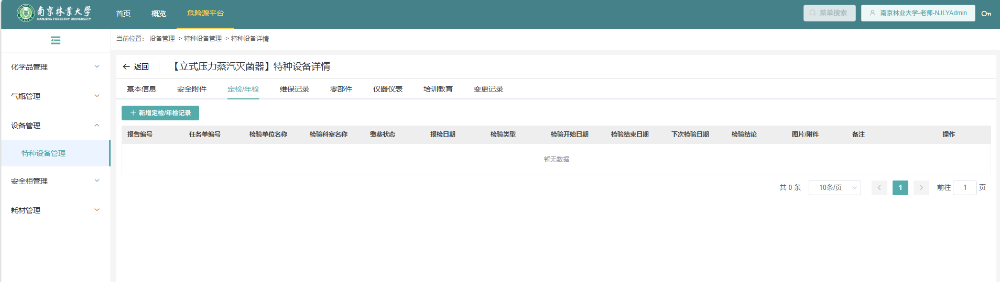 南京林業大學
NANJING FORESTRY UNIVERSITY
首页 概览 危险源平台 菜单搜索 南京林业大学-老师-NJLYAdmin
当前位置： 设备管理 -> 特种设备管理 -> 特种设备详情
化学品管理
气瓶管理
设备管理
特种设备管理
安全柜管理
耗材管理
返回 【立式压力蒸汽灭菌器】特种设备详情
基本信息 安全附件 定检/年检 维保记录 零部件 仪器仪表 培训教育 变更记录
新增定检/年检记录
报告编号 任务单编号 检验单位名称 检验科室名称 缴费状态 报检日期 检验类型 检验开始日期 检验结束日期 下次检验日期 检验结论 图片/附件 备注 操作
暂无数据
共 0 条 10条/页 1 前往 1 页